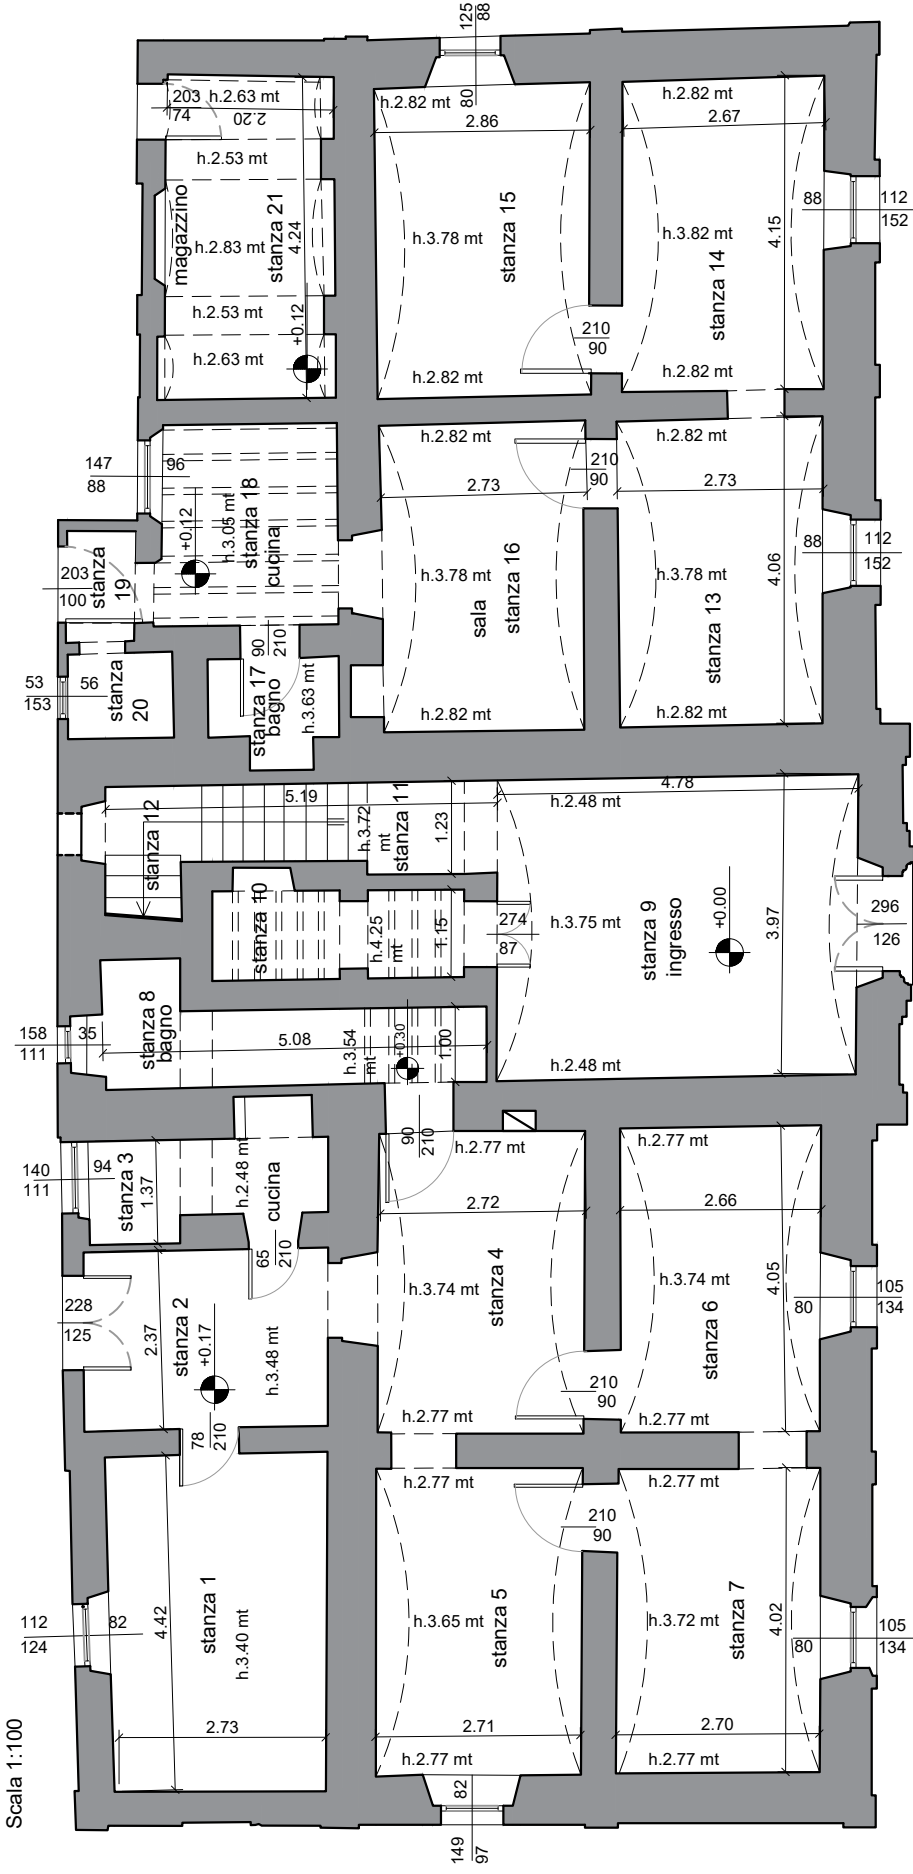 125
88
80
203
74
h.2.63 mt
2.20
h.2.53 mt
magazzino
h.2.83 mt
stanza 21
4.24
h.2.53 mt
+0.12
h.2.63 mt
h.2.82 mt
2.86
h.3.78 mt
stanza 15
210
90
h.2.82 mt
h.2.82 mt
2.67
88
112
152
h.3.82 mt
4.15
stanza 14
h.2.82 mt
147
88
96
+0.12
h.3.05 mt
stanza 18
cucina
203
100
stanza
19
h.2.82 mt
210
90
2.73
h.3.78 mt
sala
stanza 16
h.2.82 mt
h.2.82 mt
2.73
88
112
152
h.3.78 mt
4.06
stanza 13
h.2.82 mt
53
153
56
stanza
20
90
210
stanza 17
bagno
h.3.63 mt
5.19
stanza 12
h.3.72
mt
stanza 11
1.23
4.78
h.2.48 mt
stanza 10
h.4.25
mt
1.15
274
87
h.3.75 mt
stanza 9
ingresso
+0.00
3.97
296
126
h.2.48 mt
158
111
35
stanza 8
bagno
5.08
h.3.54
mt
+0.30
1.00
90
210
140
111
94
stanza 3
1.37
h.2.48 mt
cucina
65
210
h.2.77 mt
2.72
h.3.74 mt
stanza 4
210
90
h.2.77 mt
h.2.77 mt
2.66
h.3.74 mt
stanza 6
4.05
80
105
134
h.2.77 mt
228
125
2.37
stanza 2
+0.17
h.3.48 mt
78
210
112
124
82
4.42
stanza 1
h.3.40 mt
2.73
h.2.77 mt
210
90
h.3.65 mt
stanza 5
2.71
h.2.77 mt
82
149
97
h.2.77 mt
h.3.72 mt
stanza 7
4.02
80
105
134
2.70
h.2.77 mt
Scala 1:100